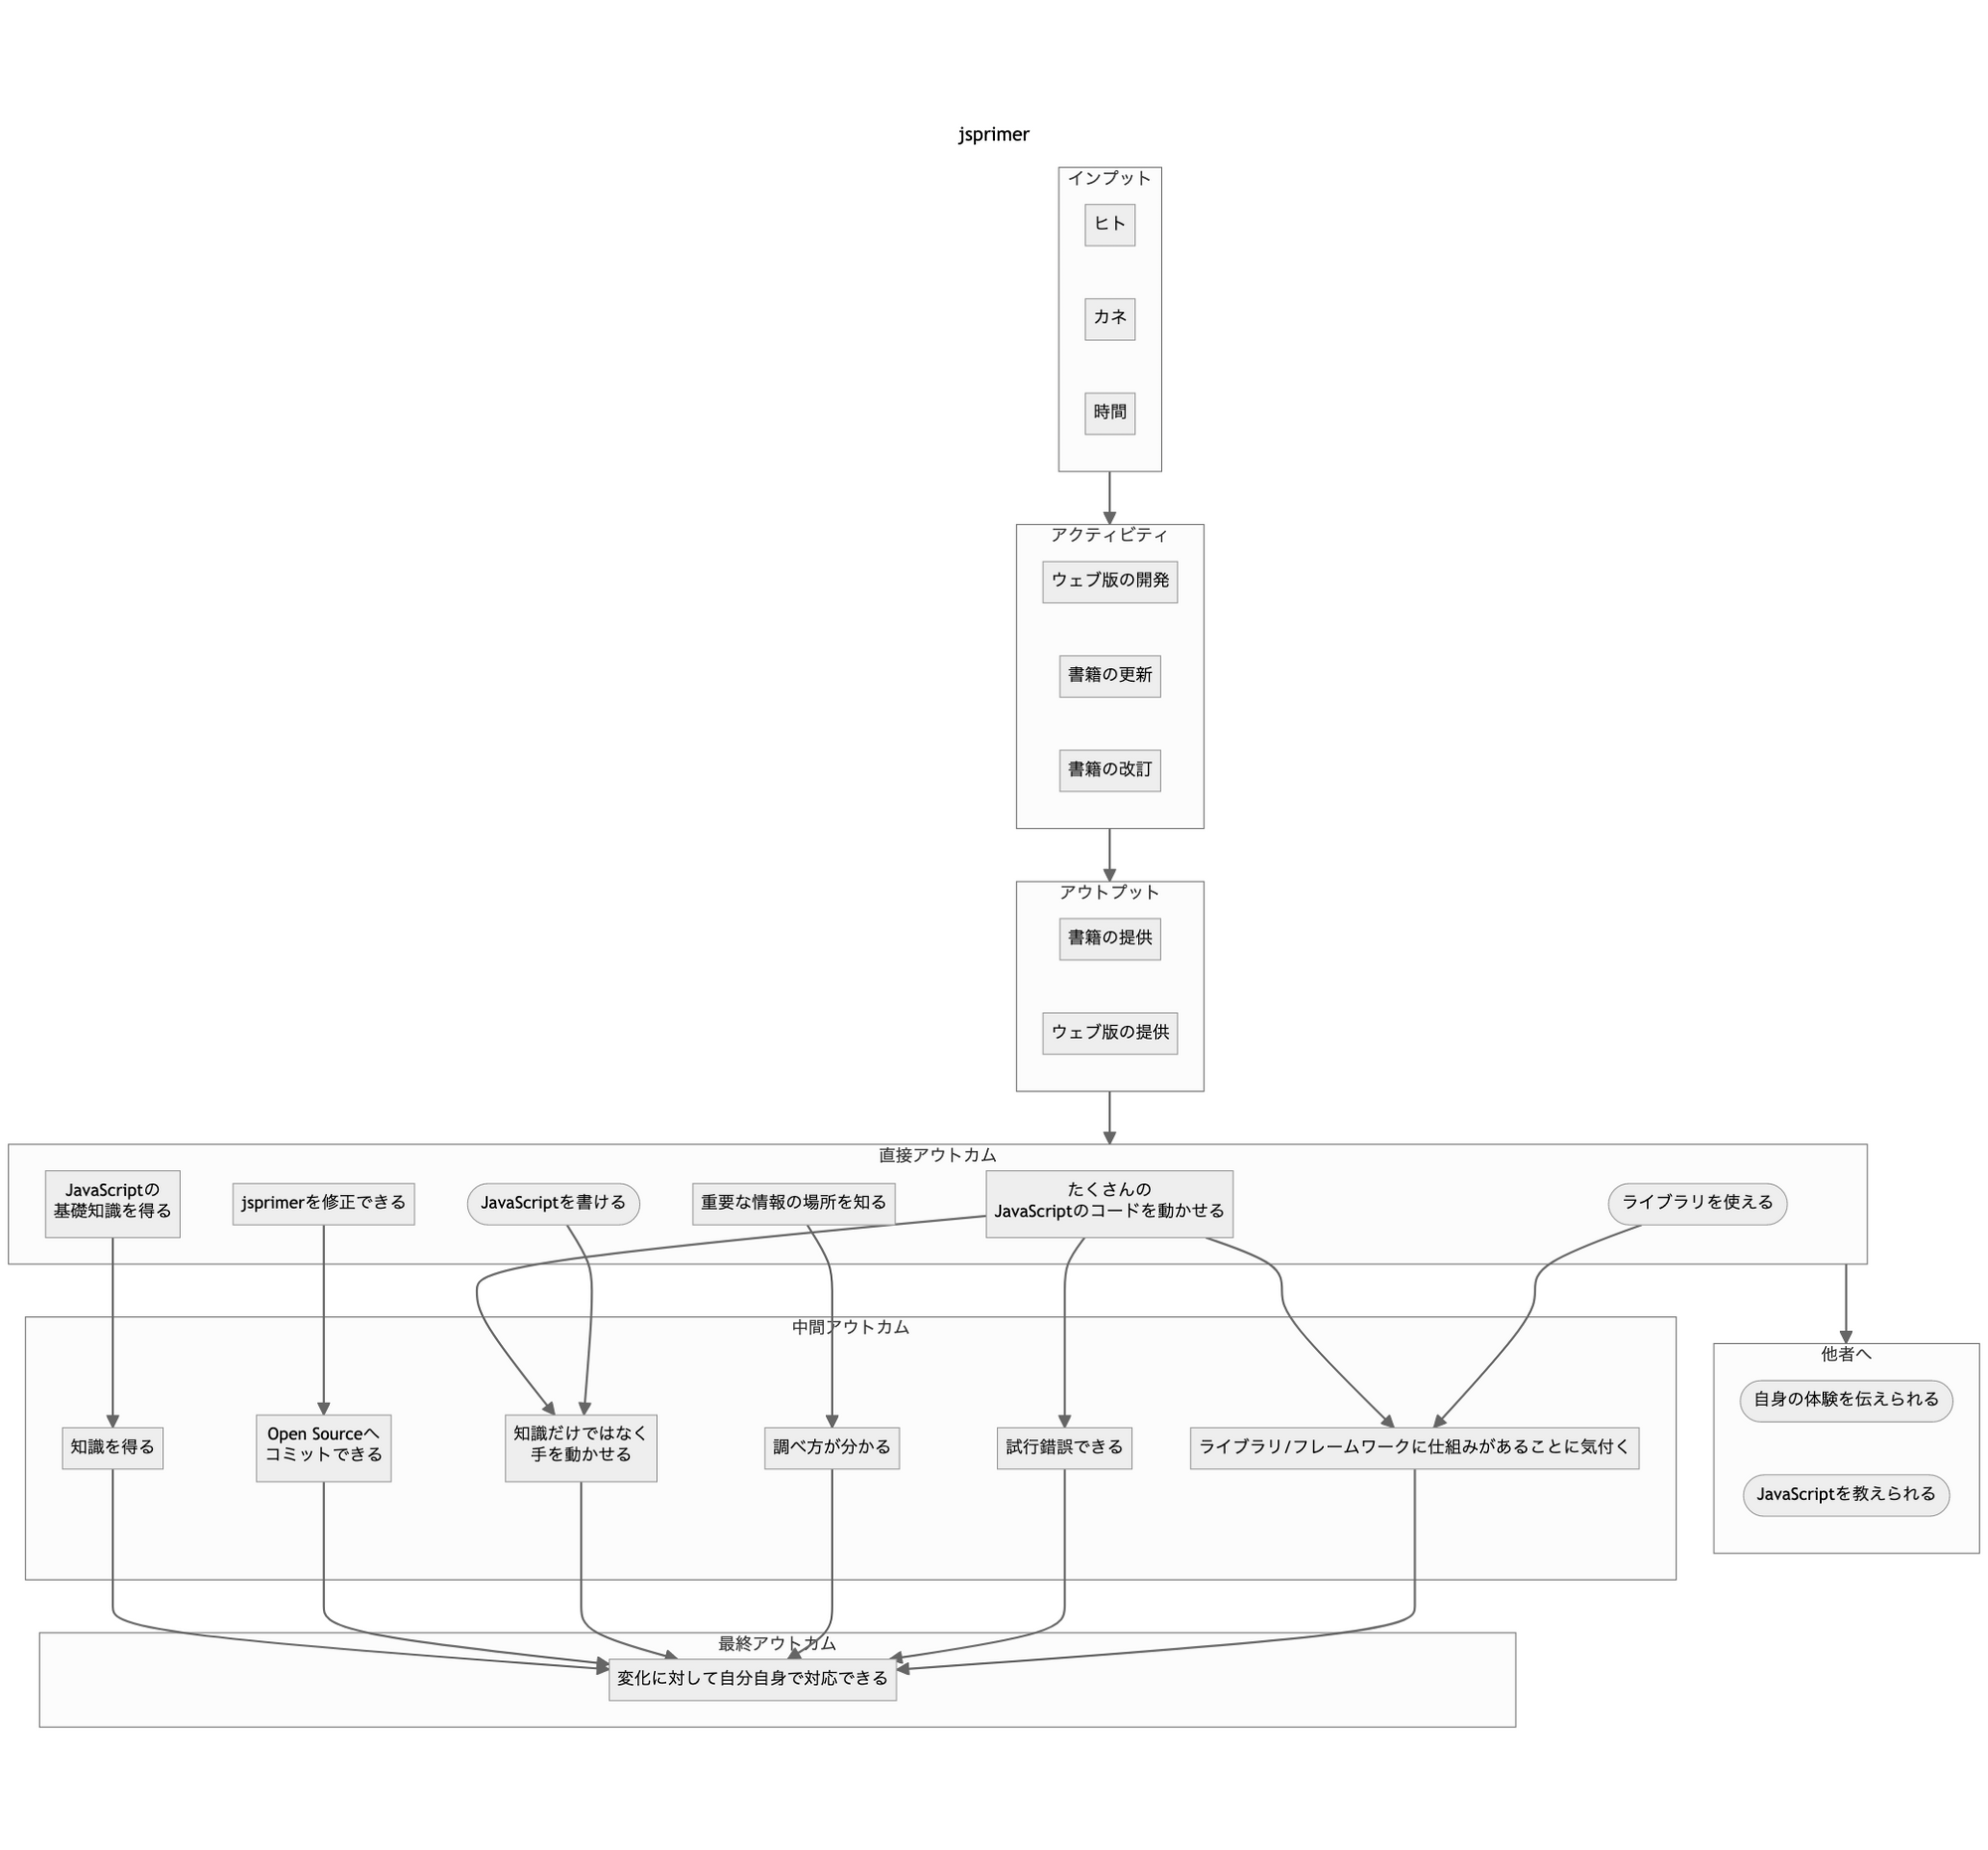 jsprimer
インプット
ヒト
カネ
時間
アクティビティ
ウェブ版の開発
書籍の更新
書籍の改訂
アウトプット
書籍の提供
ウェブ版の提供
直接アウトカム
JavaScriptの
基礎知識を得る
jsprimerを修正できる
JavaScriptを書ける
重要な情報の場所を知る
たくさんの
JavaScriptのコードを動かせる
ライブラリを使える
中間アウトカム
知識を得る
Open Sourceへ
コミットできる
知識だけではなく
手を動かせる
調べ方が分かる
試行錯誤できる
ライブラリ/フレームワークに仕組みがあることに気付く
他者へ
自身の体験を伝えられる
JavaScriptを教えられる
最終アウトカム
変化に対して自分自身で対応できる